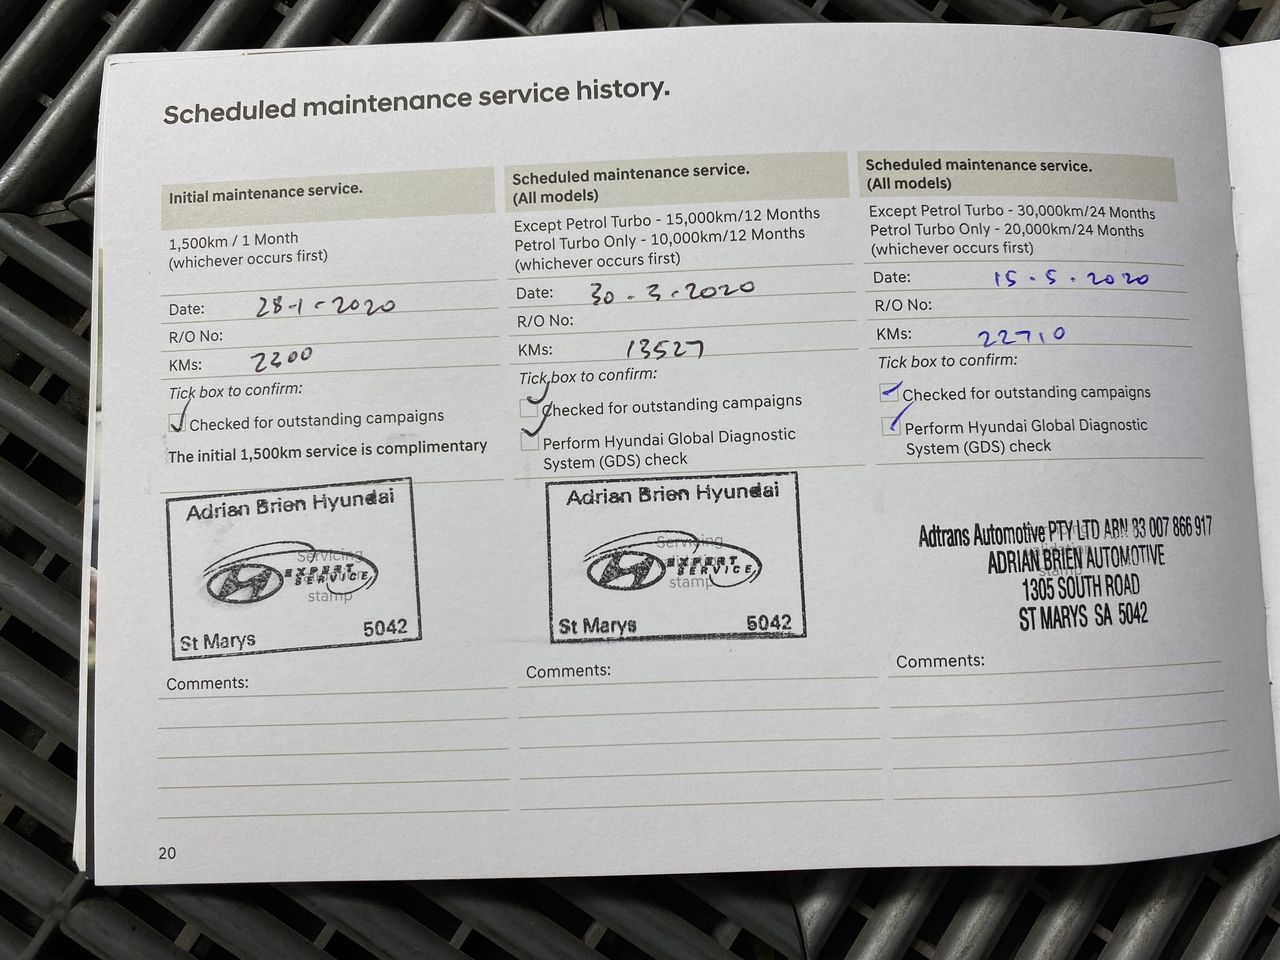 Scheduled maintenance service history.
Initial maintenance service.
1,500km / 1 Month
(whichever occurs first)
Date: 28-1-2020
R/O No:
KMs: 2300
Tick box to confirm:
Checked for outstanding campaigns
The initial 1,500km service is complimentary
Adrian Brien Hyundai
Servicing
EXPERT
SERVICE
stamp
St Marys 5042
Comments:
Scheduled maintenance service.
(All models)
Except Petrol Turbo - 15,000km/12 Months
Petrol Turbo Only - 10,000km/12 Months
(whichever occurs first)
Date: 30-3-2020
R/O No:
KMs: 13527
Tick box to confirm:
Checked for outstanding campaigns
Perform Hyundai Global Diagnostic
System (GDS) check
Adrian Brien Hyundai
Servicing
EXPERT
SERVICE
stamp
St Marys 5042
Comments:
Scheduled maintenance service.
(All models)
Except Petrol Turbo - 30,000km/24 Months
Petrol Turbo Only - 20,000km/24 Months
(whichever occurs first)
Date: 15.5.2020
R/O No:
KMs: 22710
Tick box to confirm:
Checked for outstanding campaigns
Perform Hyundai Global Diagnostic
System (GDS) check
Adtrans Automotive PTY LTD ABN 83 007 866 917
ADRIAN BRIEN AUTOMOTIVE
1305 SOUTH ROAD
ST MARYS SA 5042
Comments:
20